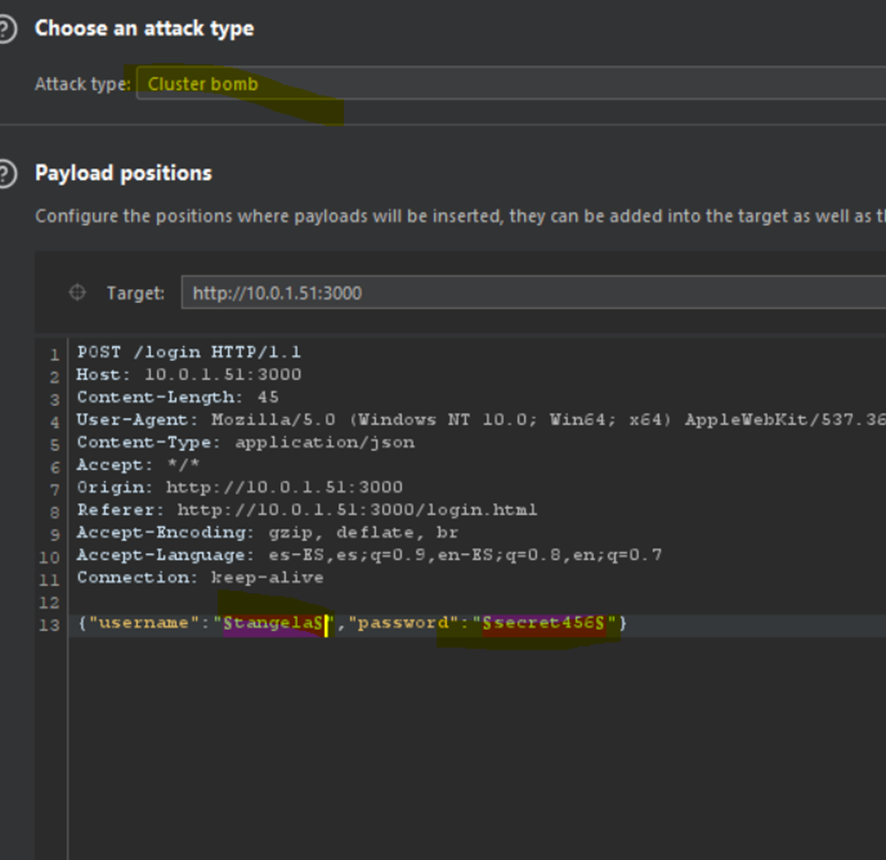 Choose an attack type
Attack type: Cluster bomb
Payload positions
Configure the positions where payloads will be inserted, they can be added into the target as well as
Target: http://10.0.1.51:3000
1 POST /login HTTP/1.1
2 Host: 10.0.1.51:3000
3 Content-Length: 45
4 User-Agent: Mozilla/5.0 (Windows NT 10.0; Win64; x64) AppleWebKit/537.36
5 Content-Type: application/json
6 Accept: */*
7 Origin: http://10.0.1.51:3000
8 Referer: http://10.0.1.51:3000/login.html
9 Accept-Encoding: gzip, deflate, br
10 Accept-Language: es-ES,es;q=0.9,en-ES;q=0.8,en;q=0.7
11 Connection: keep-alive
12
13 {"username":"§tangela§","password":"§secret456§"}